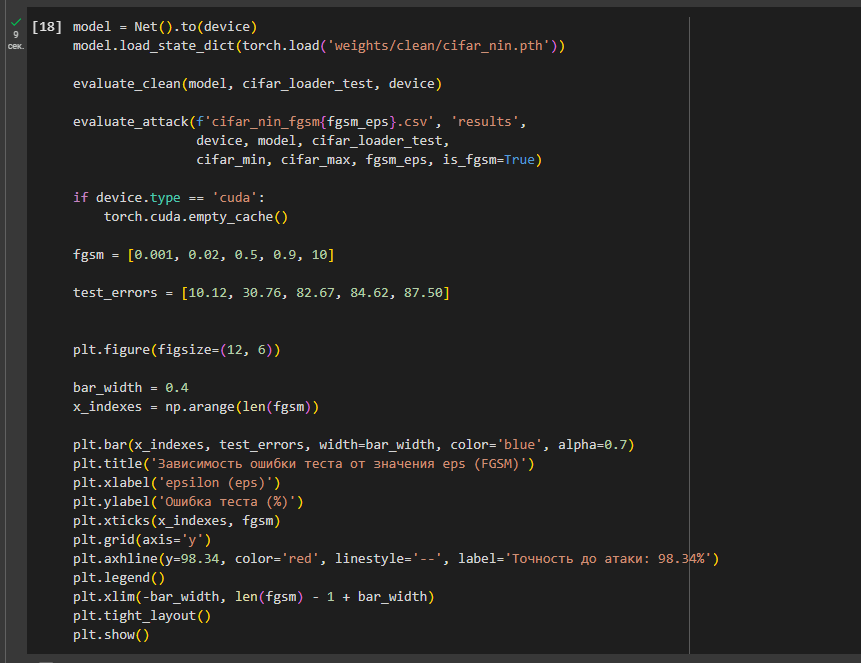 [18] model = Net().to(device)
9
сек.
model.load_state_dict(torch.load('weights/clean/cifar_nin.pth'))
evaluate_clean(model, cifar_loader_test, device)
evaluate_attack(f'cifar_nin_fgsm{fgsm_eps}.csv', 'results',
device, model, cifar_loader_test,
cifar_min, cifar_max, fgsm_eps, is_fgsm=True)
if device.type == 'cuda':
torch.cuda.empty_cache()
fgsm = [0.001, 0.02, 0.5, 0.9, 10]
test_errors = [10.12, 30.76, 82.67, 84.62, 87.50]
plt.figure(figsize=(12, 6))
bar_width = 0.4
x_indexes = np.arange(len(fgsm))
plt.bar(x_indexes, test_errors, width=bar_width, color='blue', alpha=0.7)
plt.title('Зависимость ошибки теста от значения eps (FGSM)')
plt.xlabel('epsilon (eps)')
plt.ylabel('Ошибка теста (%)')
plt.xticks(x_indexes, fgsm)
plt.grid(axis='y')
plt.axhline(y=98.34, color='red', linestyle='--', label='Точность до атаки: 98.34%')
plt.legend()
plt.xlim(-bar_width, len(fgsm) - 1 + bar_width)
plt.tight_layout()
plt.show()